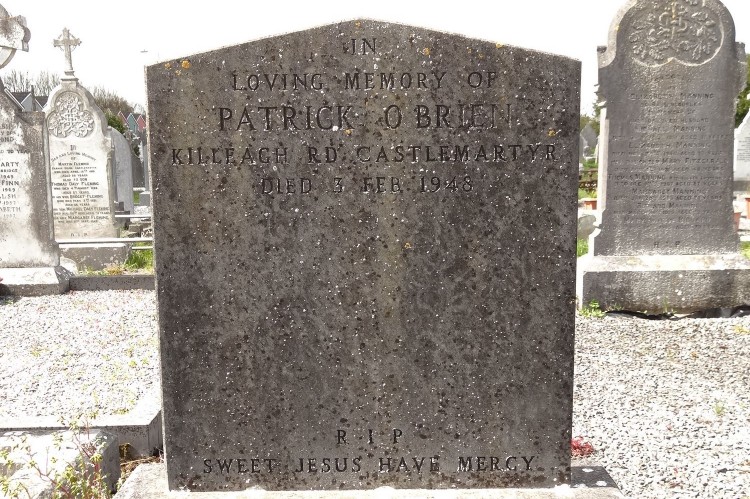 IN
LOVING MEMORY OF
PATRICK O'BRIEN
KILLEAGH RD CASTLEMARTYR
DIED 3 FEB 1948
R I P
SWEET JESUS HAVE MERCY